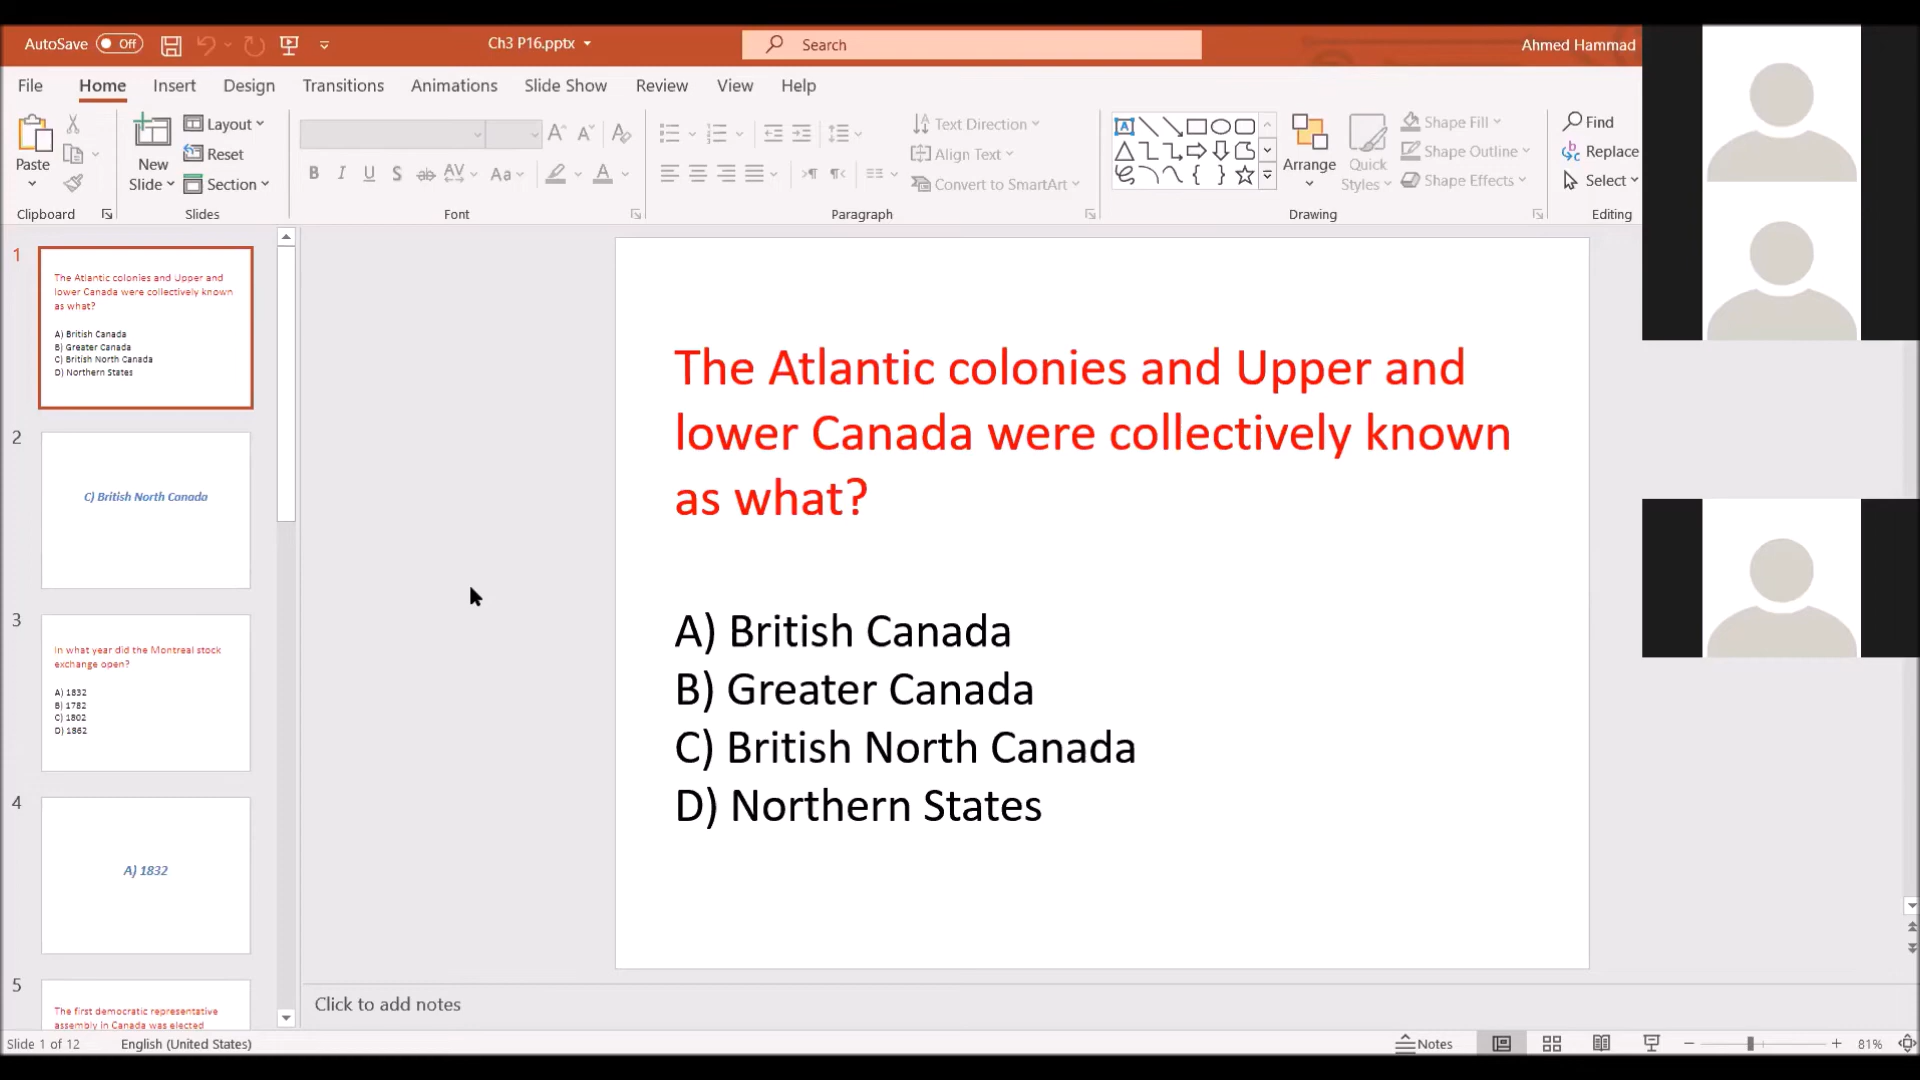 AutoSave Off
Ch3 P16.pptx
Search
Ahmed Hammad
File Home Insert Design Transitions Animations Slide Show Review View Help
Paste
New
Slide
Layout
Reset
Section
Aa
Text Direction
Align Text
Convert to SmartArt
Arrange
Quick
Styles
Shape Fill
Shape Outline
Shape Effects
Find
Replace
Select
Clipboard Slides Font Paragraph Drawing Editing
1
The Atlantic colonies and Upper and
lower Canada were collectively known
as what?
A) British Canada
B) Greater Canada
C) British North Canada
D) Northern States
2
C) British North Canada
3
In what year did the Montreal stock
exchange open?
A) 1832
B) 1782
C) 1802
D) 1862
4
A) 1832
5
The first democratic representative
assembly in Canada was elected
The Atlantic colonies and Upper and
lower Canada were collectively known
as what?
A) British Canada
B) Greater Canada
C) British North Canada
D) Northern States
Click to add notes
Slide 1 of 12 English (United States) Notes 81%